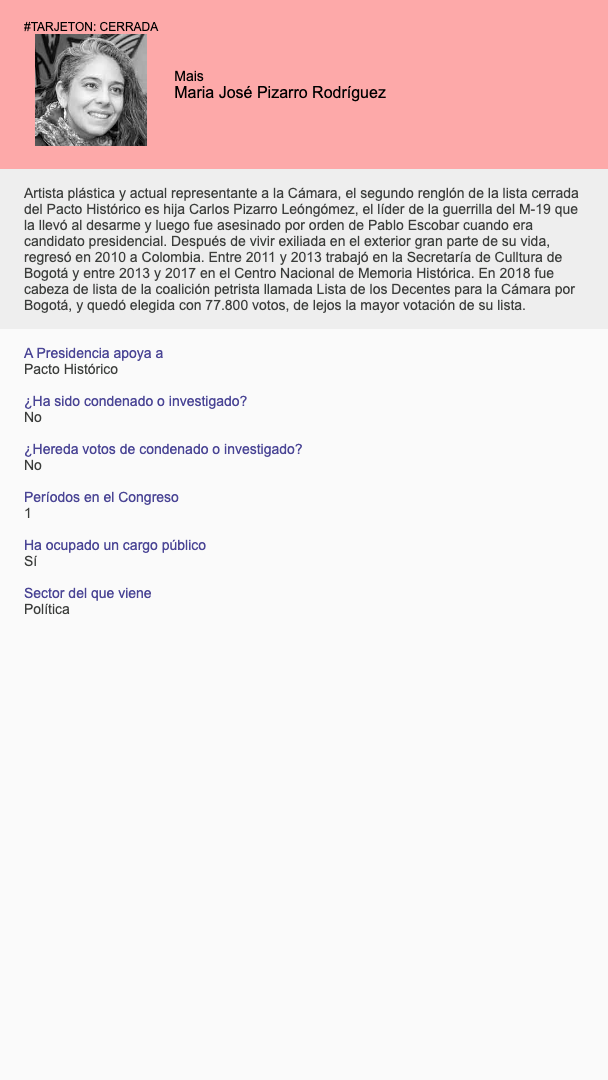 #TARJETON: CERRADA
Mais
Maria José Pizarro Rodríguez
Artista plástica y actual representante a la Cámara, el segundo renglón de la lista cerrada
del Pacto Histórico es hija Carlos Pizarro Leóngómez, el líder de la guerrilla del M-19 que
la llevó al desarme y luego fue asesinado por orden de Pablo Escobar cuando era
candidato presidencial. Después de vivir exiliada en el exterior gran parte de su vida,
regresó en 2010 a Colombia. Entre 2011 y 2013 trabajó en la Secretaría de Culltura de
Bogotá y entre 2013 y 2017 en el Centro Nacional de Memoria Histórica. En 2018 fue
cabeza de lista de la coalición petrista llamada Lista de los Decentes para la Cámara por
Bogotá, y quedó elegida con 77.800 votos, de lejos la mayor votación de su lista.
A Presidencia apoya a
Pacto Histórico
¿Ha sido condenado o investigado?
No
¿Hereda votos de condenado o investigado?
No
Períodos en el Congreso
1
Ha ocupado un cargo público
Sí
Sector del que viene
Política